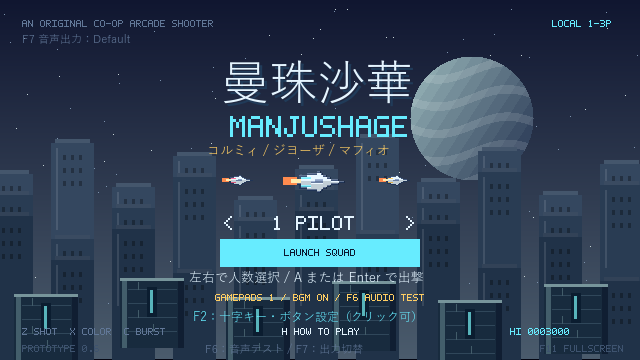 AN ORIGINAL CO-OP ARCADE SHOOTER
LOCAL 1-3P
F7 音声出力：Default
曼珠沙華
MANJUSHAGE
コルミィ / ジョーザ / マフィオ
< 1 PILOT >
LAUNCH SQUAD
左右で人数選択 / A または Enter で出撃
GAMEPADS 1 / BGM ON / F6 AUDIO TEST
F2：十字キー・ボタン設定（クリック可）
Z SHOT X COLOR C BURST
H HOW TO PLAY
HI 0003000
PROTOTYPE 0.
F6：音声テスト / F7：出力切替
F11 FULLSCREEN